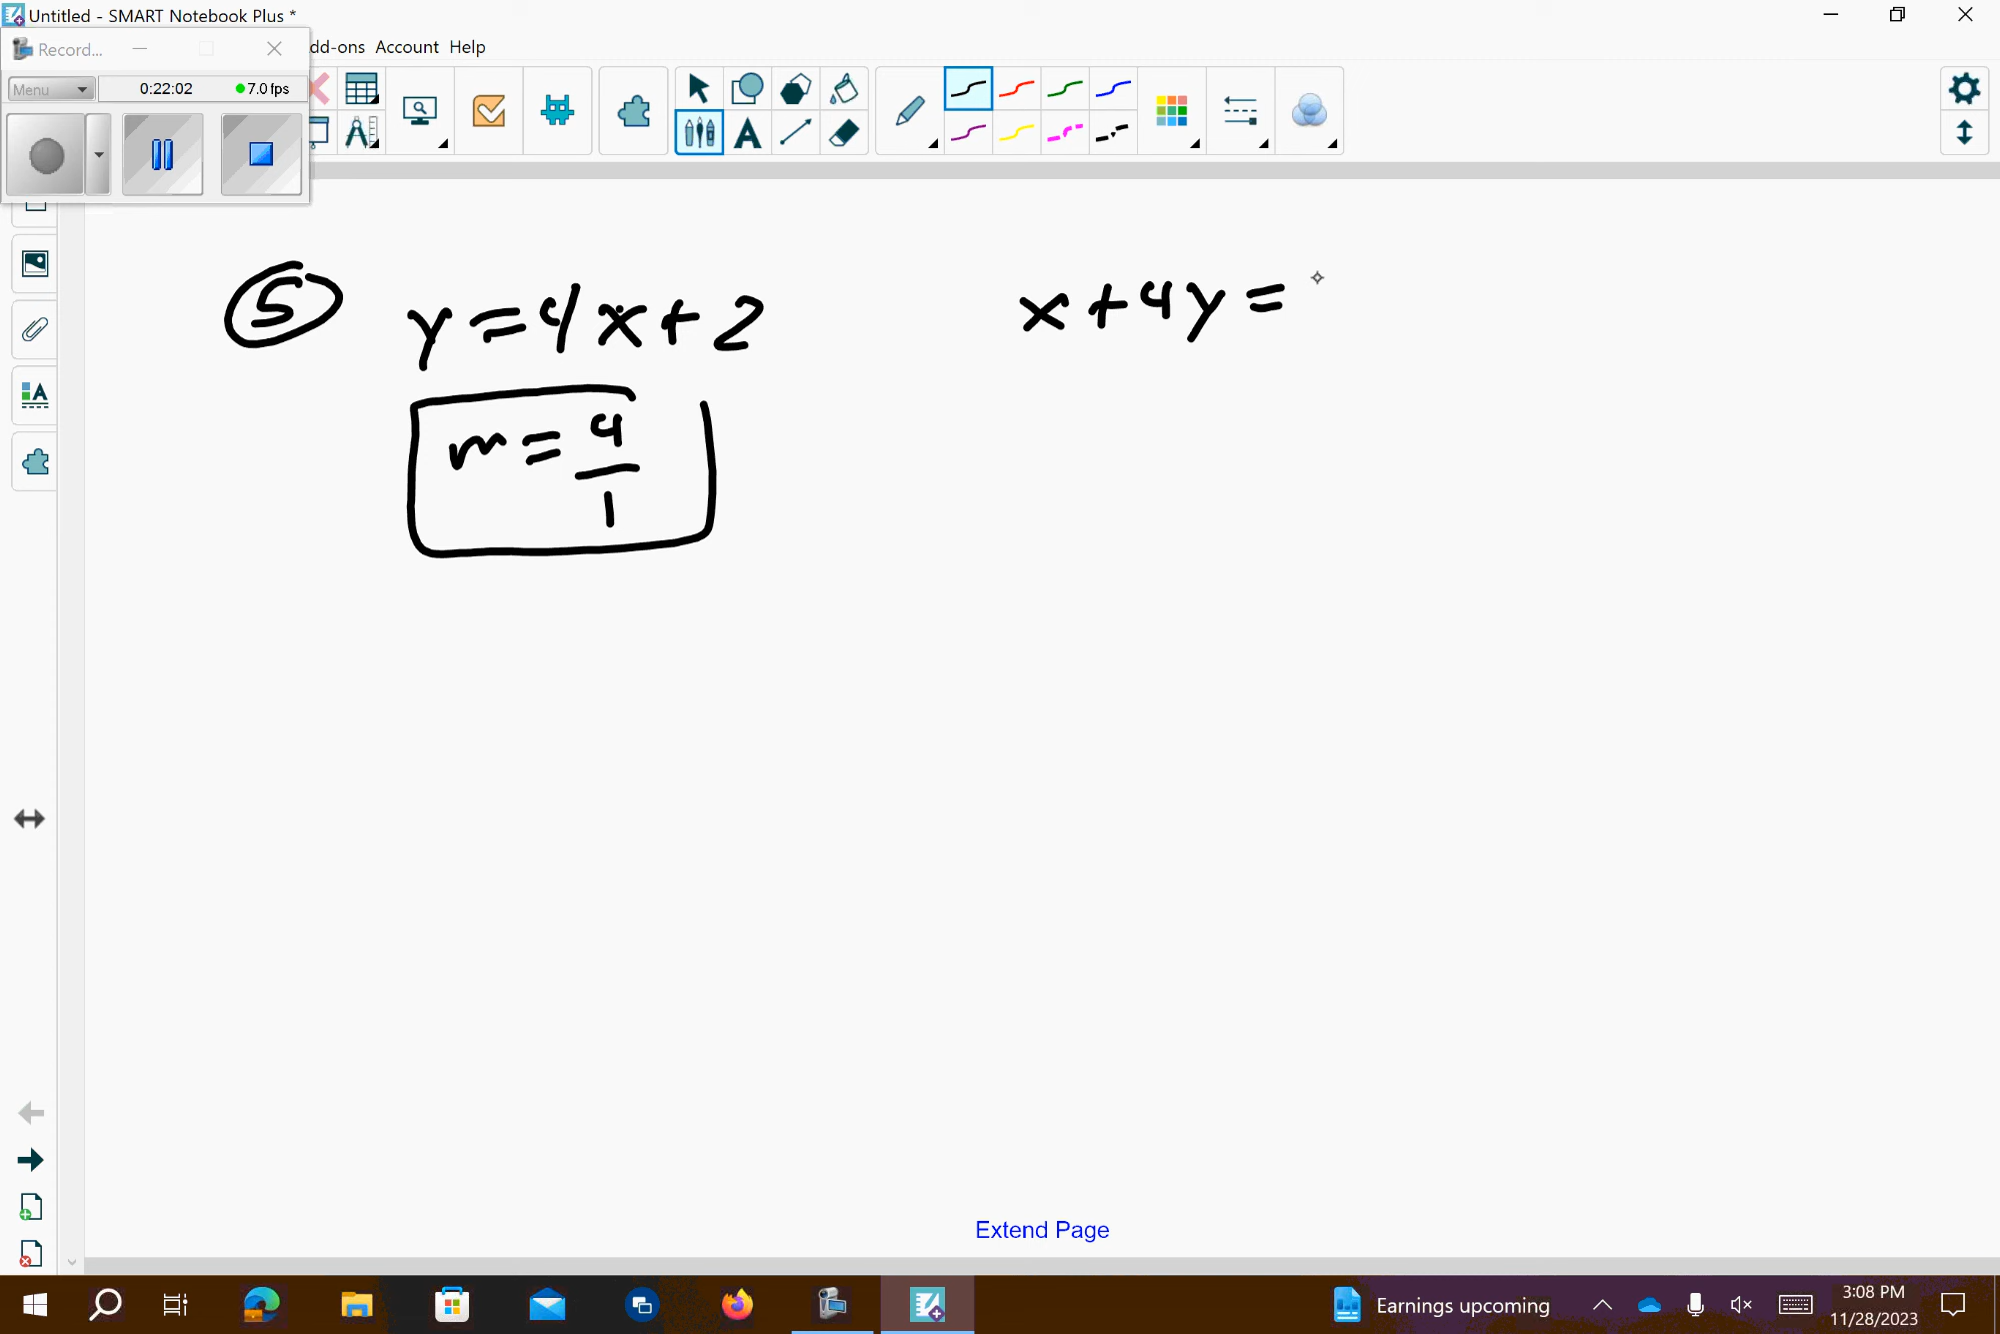 Untitled - SMART Notebook Plus *
Record...
dd-ons Account Help
Menu 0:22:02 7.0 fps
A
A
⑤ y = 4x + 2 x + 4y =
m = 4/1
Extend Page
Earnings upcoming
3:08 PM
11/28/2023